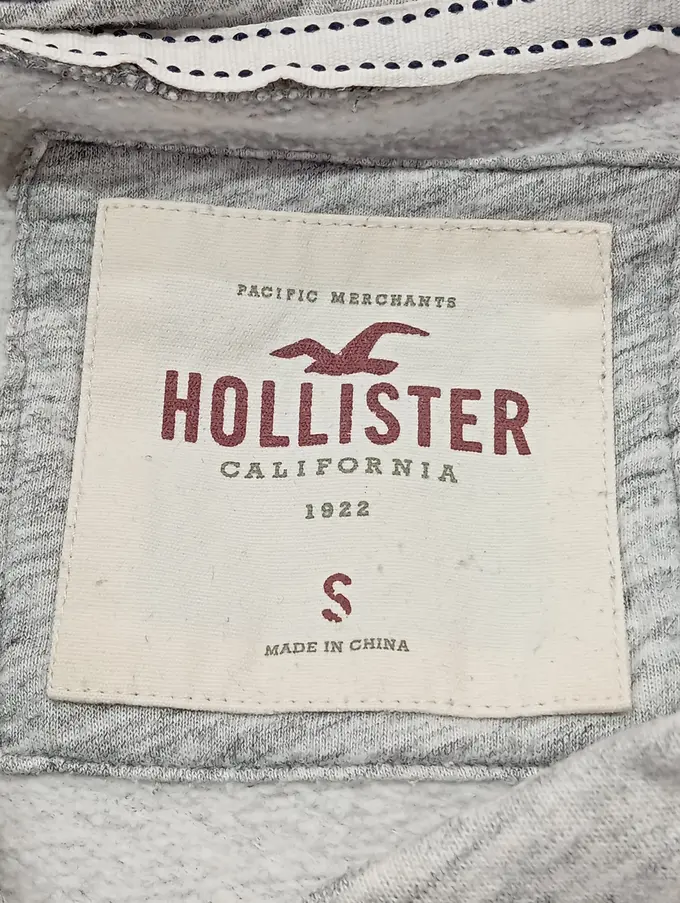 PACIFIC MERCHANTS
HOLLISTER
CALIFORNIA
1922
S
MADE IN CHINA